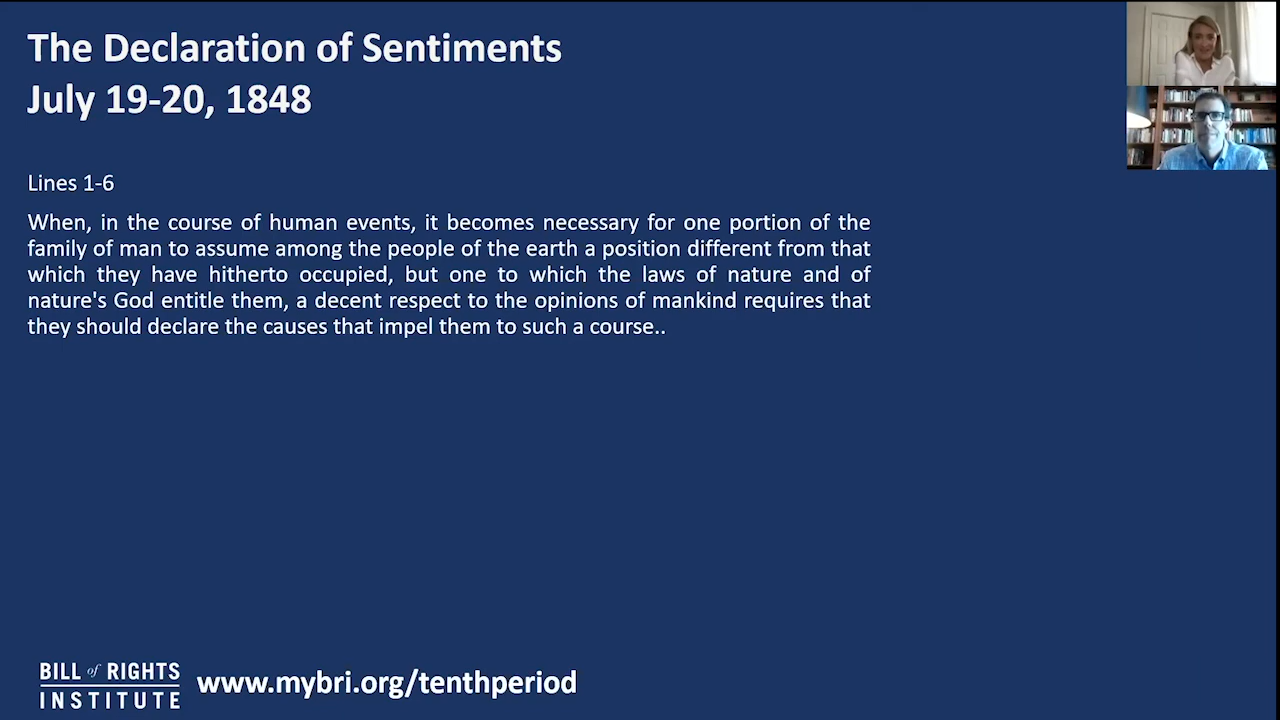 The Declaration of Sentiments
July 19-20, 1848
Lines 1-6
When, in the course of human events, it becomes necessary for one portion of the
family of man to assume among the people of the earth a position different from that
which they have hitherto occupied, but one to which the laws of nature and of
nature's God entitle them, a decent respect to the opinions of mankind requires that
they should declare the causes that impel them to such a course..
BILL of RIGHTS
INSTITUTE
www.mybri.org/tenthperiod